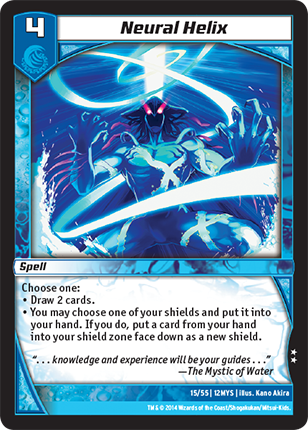 4
Neural Helix
Spell
Choose one:
• Draw 2 cards.
• You may choose one of your shields and put it into
your hand. If you do, put a card from your hand
into your shield zone face down as a new shield.
“. . . knowledge and experience will be your guides . . .”
—The Mystic of Water
15/55 | 12MYS | illus. Kano Akira
TM & © 2014 Wizards of the Coast/Shogakukan/Mitsui-Kids.